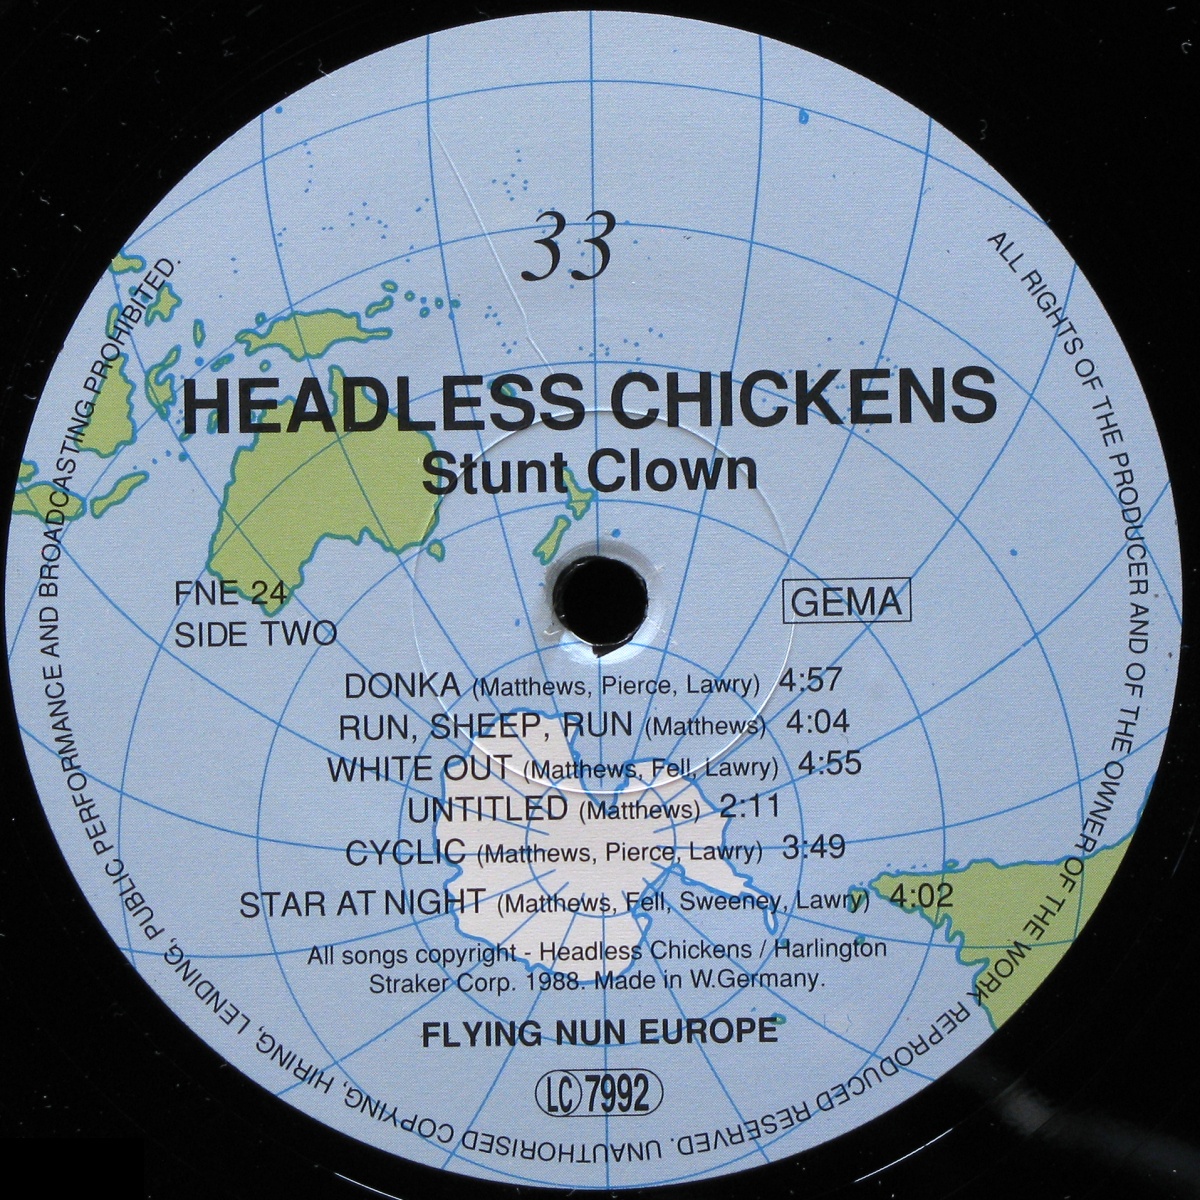 33
HEADLESS CHICKENS
Stunt Clown
FNE 24
SIDE TWO
GEMA
DONKA (Matthews, Pierce, Lawry) 4:57
RUN, SHEEP, RUN (Matthews) 4:04
WHITE OUT (Matthews, Fell, Lawry) 4:55
UNTITLED (Matthews) 2:11
CYCLIC (Matthews, Pierce, Lawry) 3:49
STAR AT NIGHT (Matthews, Fell, Sweeney, Lawry) 4:02
All songs copyright - Headless Chickens / Harlington
Straker Corp. 1988. Made in W.Germany.
FLYING NUN EUROPE
LC 7992
ALL RIGHTS OF THE PRODUCER AND OF THE OWNER OF THE WORK REPRODUCED RESERVED. UNAUTHORISED COPYING, HIRING, LENDING, PUBLIC PERFORMANCE AND BROADCASTING PROHIBITED.